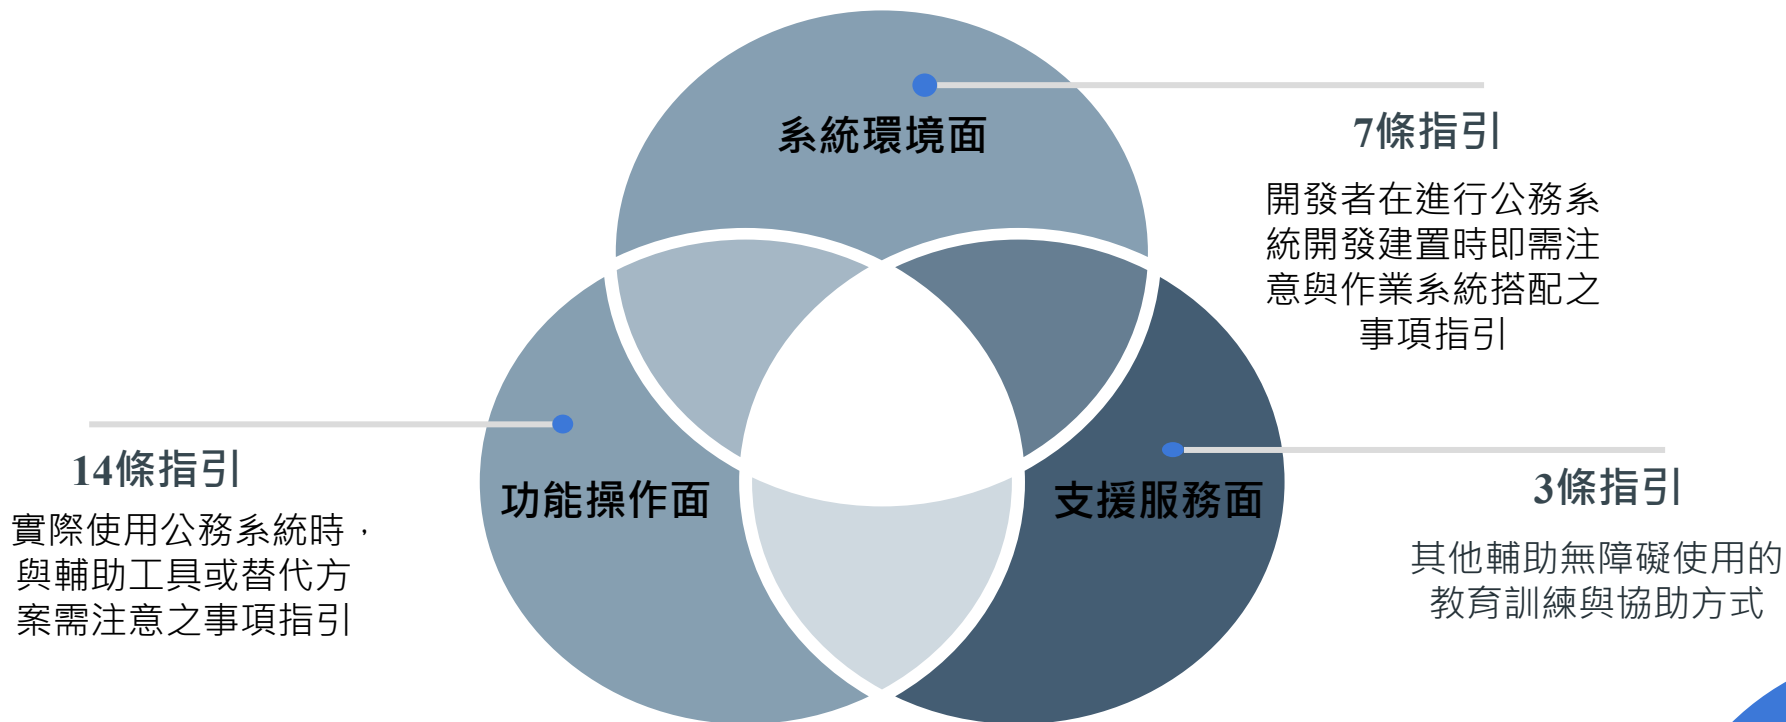 系統環境面
7條指引
開發者在進行公務系
統開發建置時即需注
意與作業系統搭配之
事項指引
14條指引
實際使用公務系統時，
與輔助工具或替代方
案需注意之事項指引
功能操作面
支援服務面
3條指引
其他輔助無障礙使用的
教育訓練與協助方式